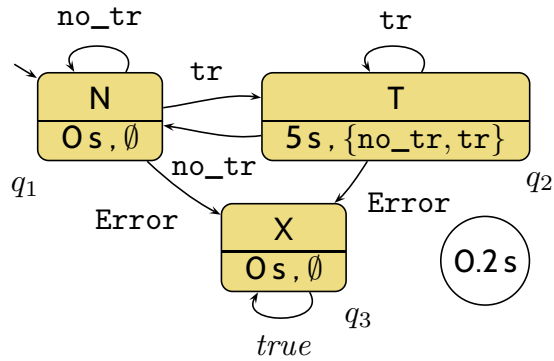 no_tr
tr
N
tr
T
0 s , ∅
5 s , {no_tr, tr}
q1
no_tr
q2
Error
Error
X
0 s , ∅
0.2 s
q3
true